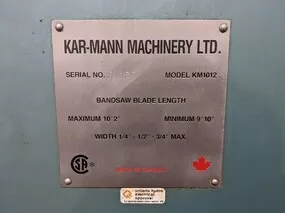 KAR-MANN MACHINERY LTD.
SERIAL NO.
MODEL KM1012
BANDSAW BLADE LENGTH
MAXIMUM 10'2" MINIMUM 9'10"
WIDTH 1/4" - 1/2" - 3/4" MAX.